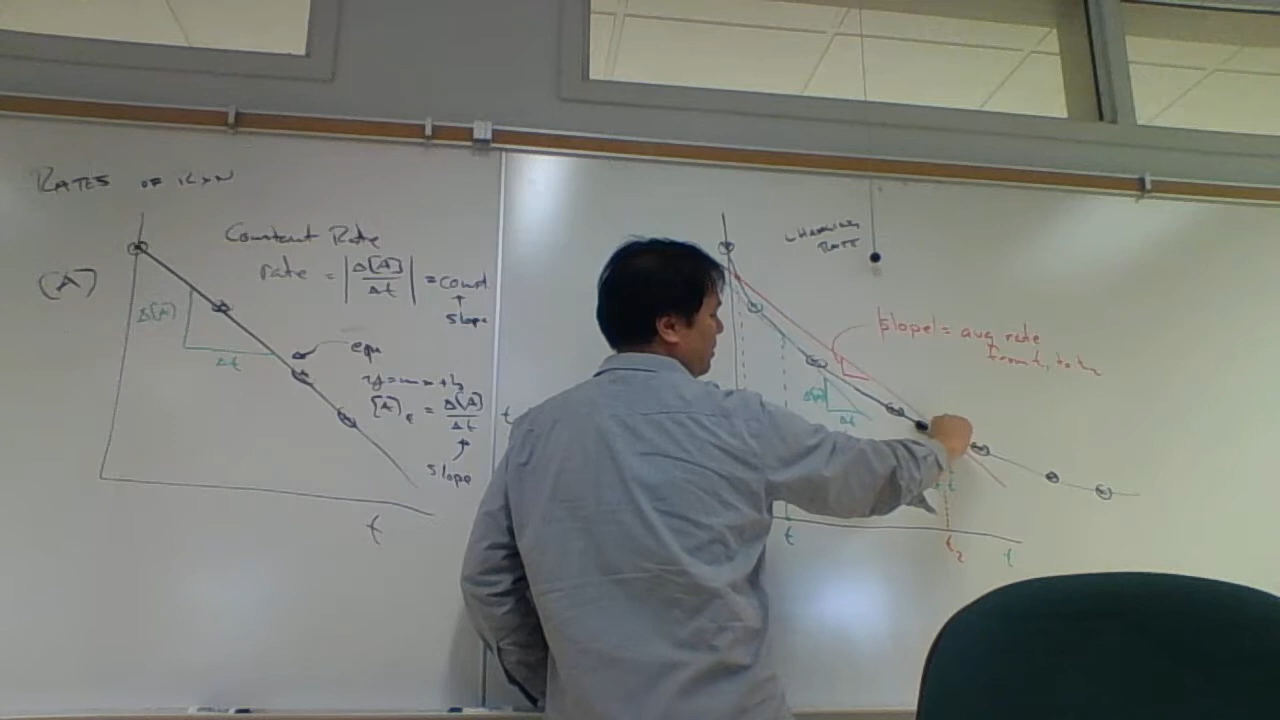 RATES OF RXN
Constant Rate
[A]
rate = |Δ[A]/Δt| = const
slope
Δ[A]
Δt
eqn
y=mx+b
[A]t = Δ[A]/Δt t
slope
t
CHANGING
RATE
slope = avg rate
from t1 to t2
Δ[A]
Δt
t
t2
t